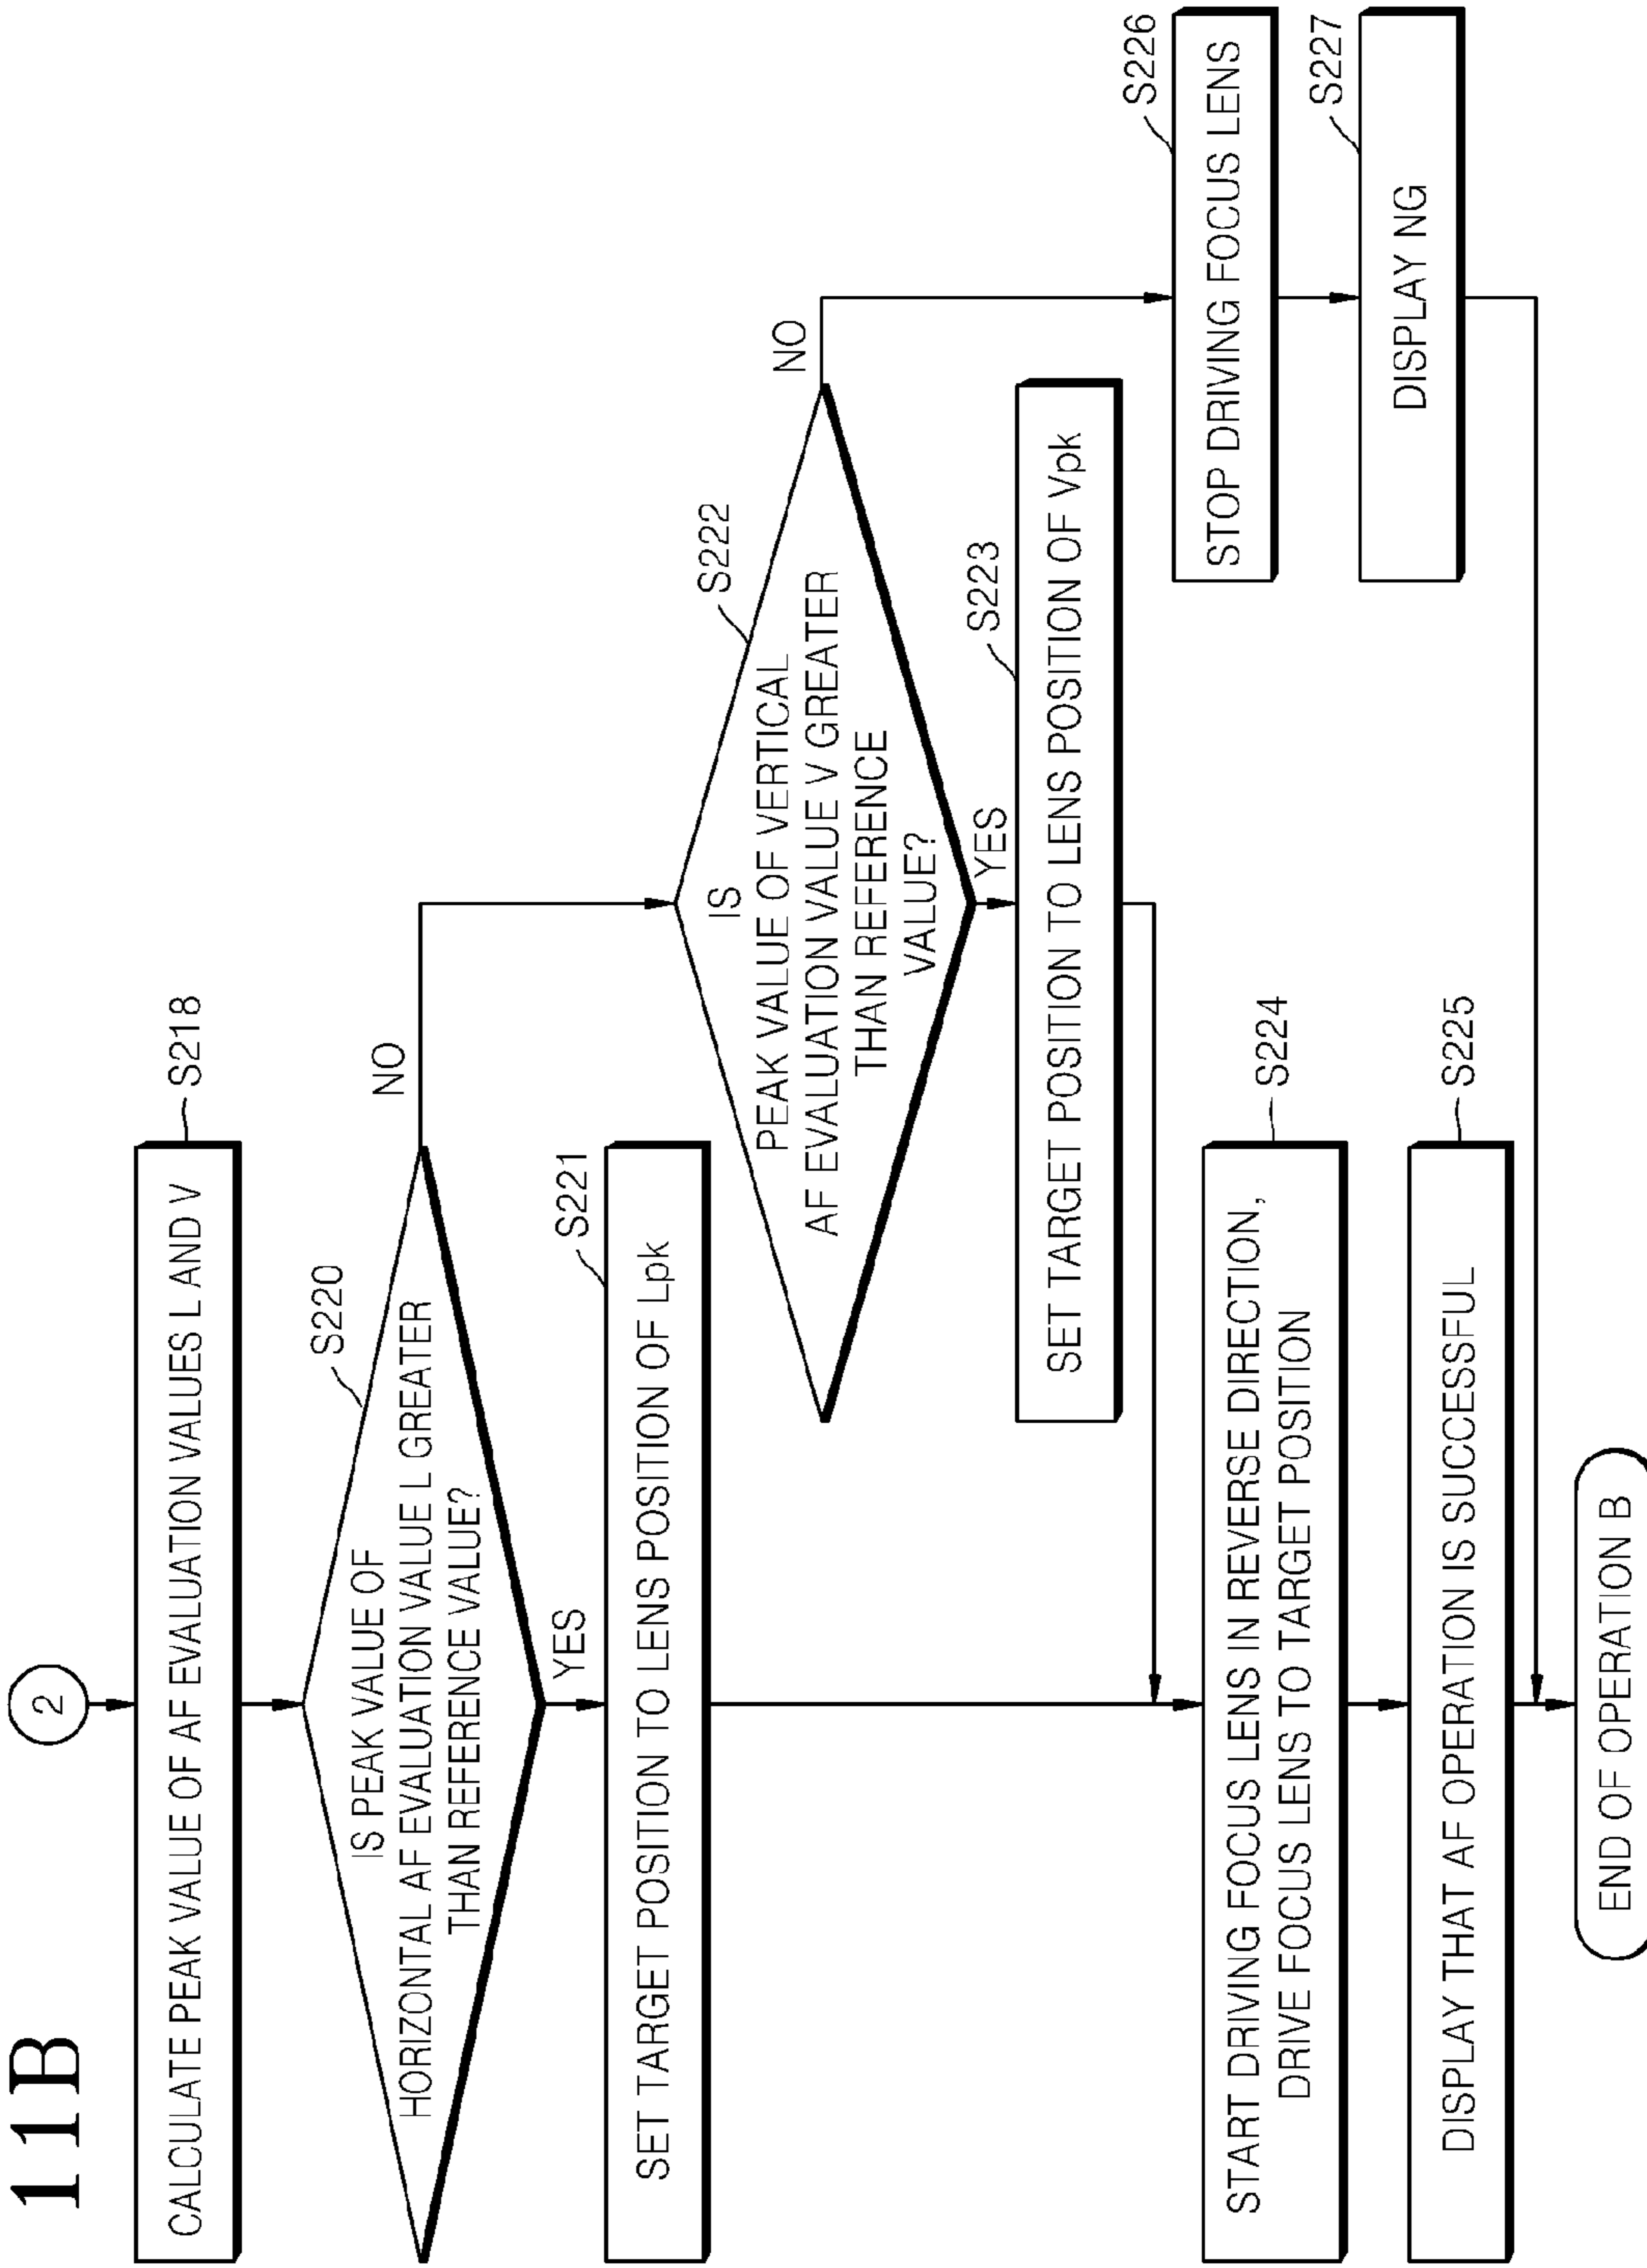 11B
2
CALCULATE PEAK VALUE OF AF EVALUATION VALUES L AND V
S218
IS PEAK VALUE OF
HORIZONTAL AF EVALUATION VALUE L GREATER
THAN REFERENCE VALUE?
S220
NO
YES
SET TARGET POSITION TO LENS POSITION OF Lpk
S221
IS
PEAK VALUE OF VERTICAL
AF EVALUATION VALUE V GREATER
THAN REFERENCE
VALUE?
S222
NO
YES
SET TARGET POSITION TO LENS POSITION OF Vpk
S223
START DRIVING FOCUS LENS IN REVERSE DIRECTION,
DRIVE FOCUS LENS TO TARGET POSITION
S224
DISPLAY THAT AF OPERATION IS SUCCESSFUL
S225
STOP DRIVING FOCUS LENS
S226
DISPLAY NG
S227
END OF OPERATION B